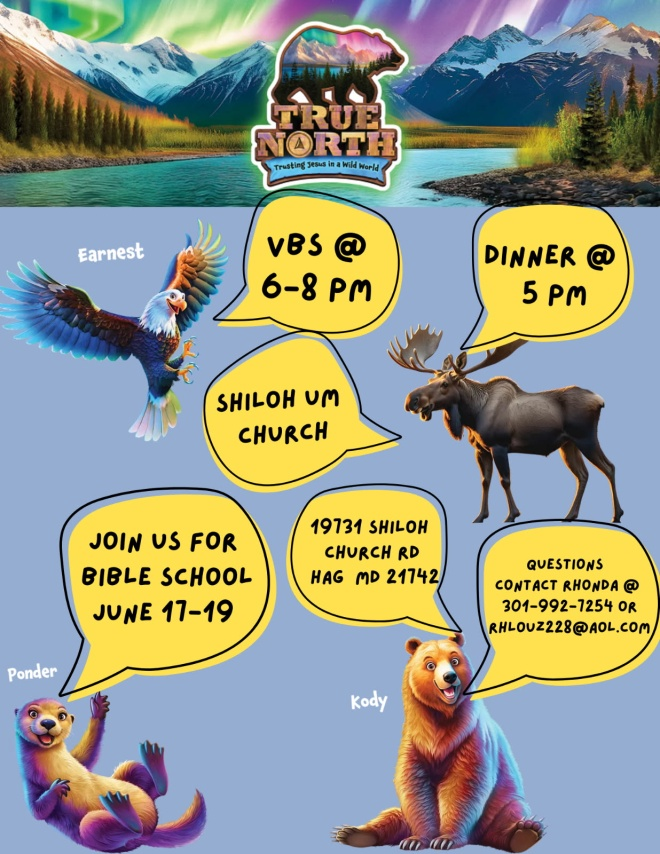 TRUE
NORTH
Trusting Jesus in a Wild World
Earnest
VBS @
6-8 PM
DINNER @
5 PM
SHILOH UM
CHURCH
JOIN US FOR
BIBLE SCHOOL
JUNE 17-19
19731 SHILOH
CHURCH RD
HAG MD 21742
QUESTIONS
CONTACT RHONDA @
301-992-7254 OR
RHLOUZ228@AOL.COM
Ponder
Kody